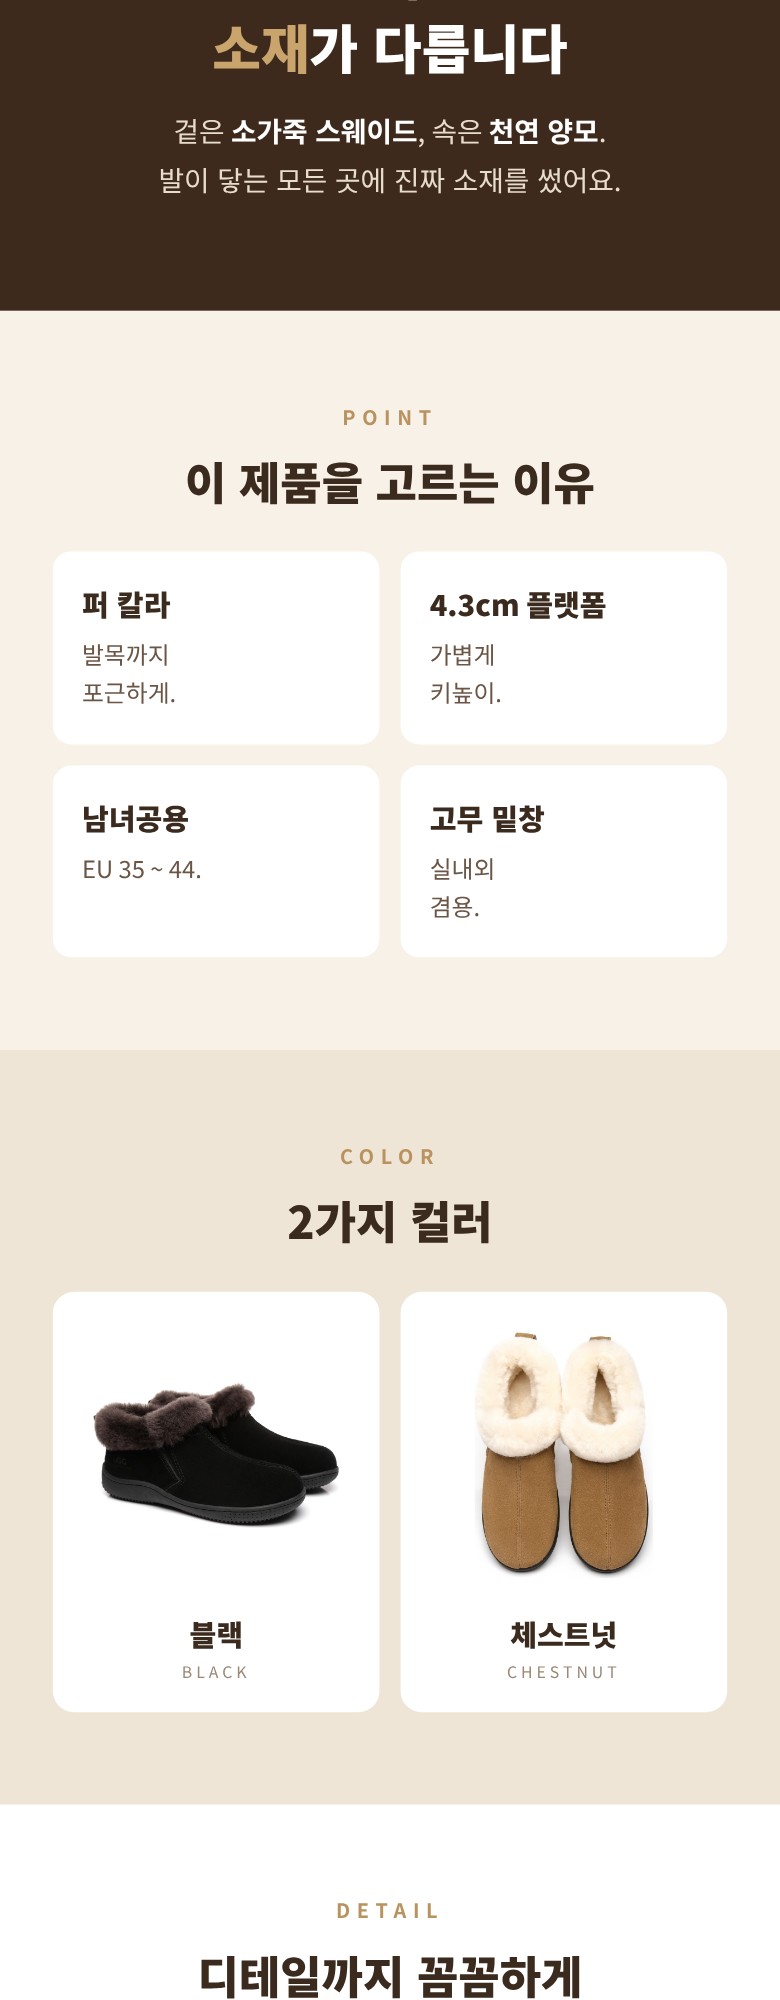 소재가 다릅니다
겉은 소가죽 스웨이드, 속은 천연 양모.
발이 닿는 모든 곳에 진짜 소재를 썼어요.
POINT
이 제품을 고르는 이유
퍼 칼라
발목까지
포근하게.
4.3cm 플랫폼
가볍게
키높이.
남녀공용
EU 35 ~ 44.
고무 밑창
실내외
겸용.
COLOR
2가지 컬러
블랙
BLACK
체스트넛
CHESTNUT
DETAIL
디테일까지 꼼꼼하게